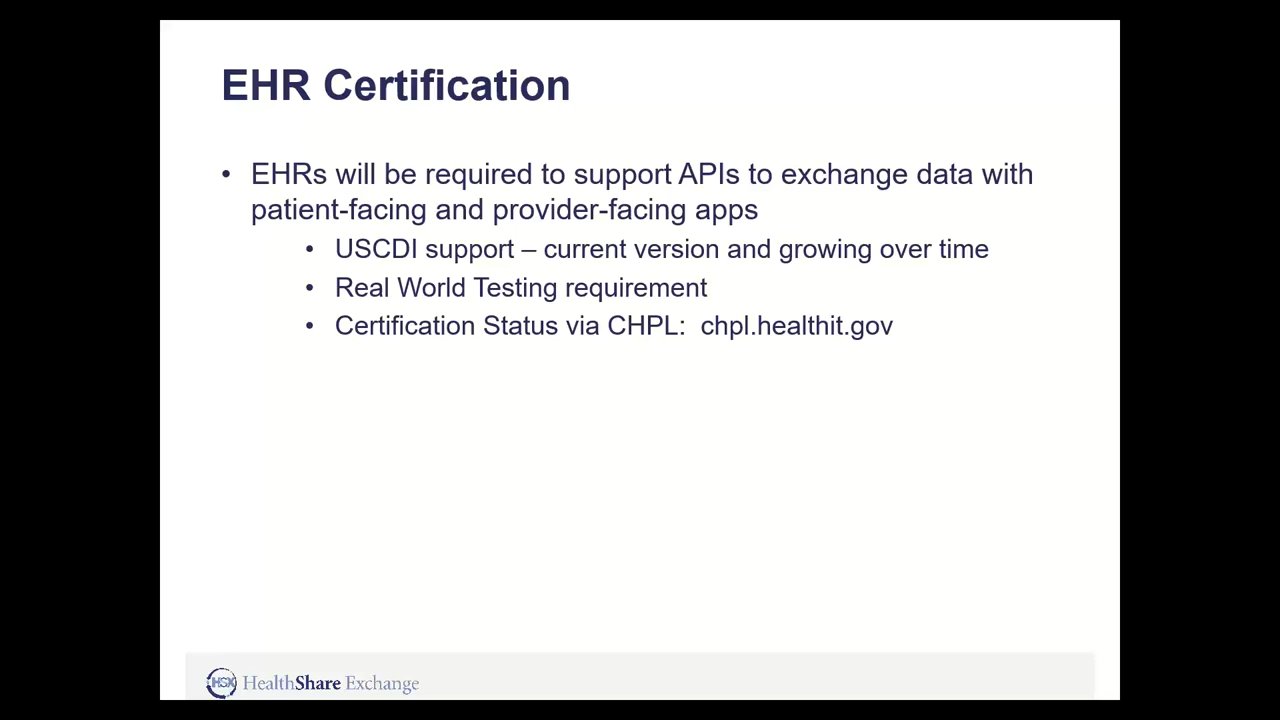 EHR Certification
• EHRs will be required to support APIs to exchange data with
patient-facing and provider-facing apps
• USCDI support – current version and growing over time
• Real World Testing requirement
• Certification Status via CHPL: chpl.healthit.gov
HSX HealthShare Exchange